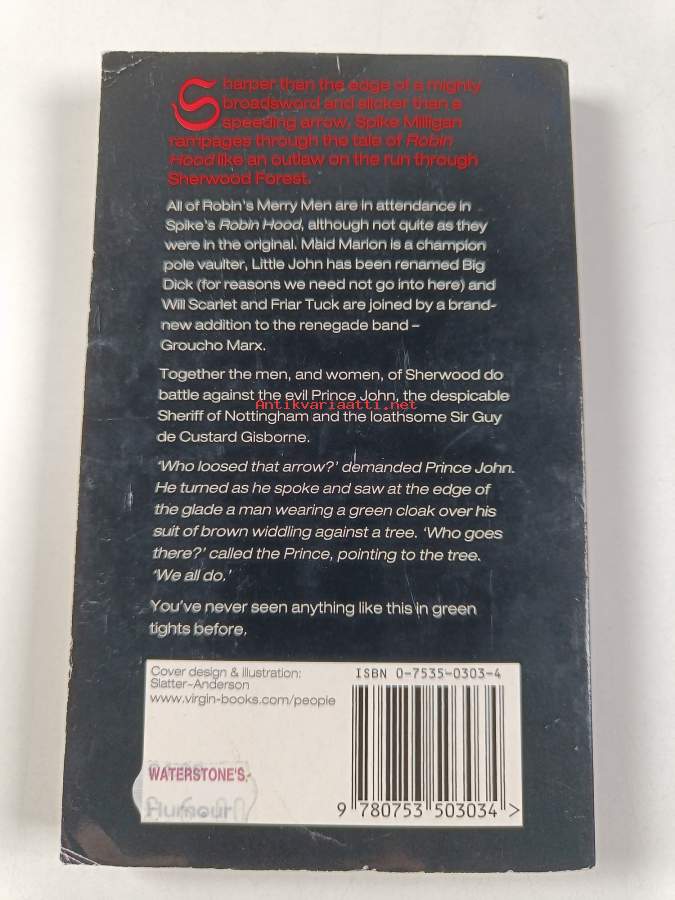 Sharper than the edge of a mighty
broadsword and slicker than a
speeding arrow, Spike Milligan
rampages through the tale of Robin
Hood like an outlaw on the run through
Sherwood Forest.
All of Robin's Merry Men are in attendance in
Spike's Robin Hood, although not quite as they
were in the original. Maid Marion is a champion
pole vaulter, Little John has been renamed Big
Dick (for reasons we need not go into here) and
Will Scarlet and Friar Tuck are joined by a brand-
new addition to the renegade band –
Groucho Marx.
Together the men, and women, of Sherwood do
battle against the evil Prince John, the despicable
Antikvariaatti.net
Sheriff of Nottingham and the loathsome Sir Guy
de Custard Gisborne.
'Who loosed that arrow?' demanded Prince John.
He turned as he spoke and saw at the edge of
the glade a man wearing a green cloak over his
suit of brown widdling against a tree. 'Who goes
there?' called the Prince, pointing to the tree.
'We all do.'
You've never seen anything like this in green
tights before.
Cover design & illustration:
Slatter-Anderson
www.virgin-books.com/people
ISBN 0-7535-0303-4
WATERSTONE'S
Humour
9 780753 503034 >